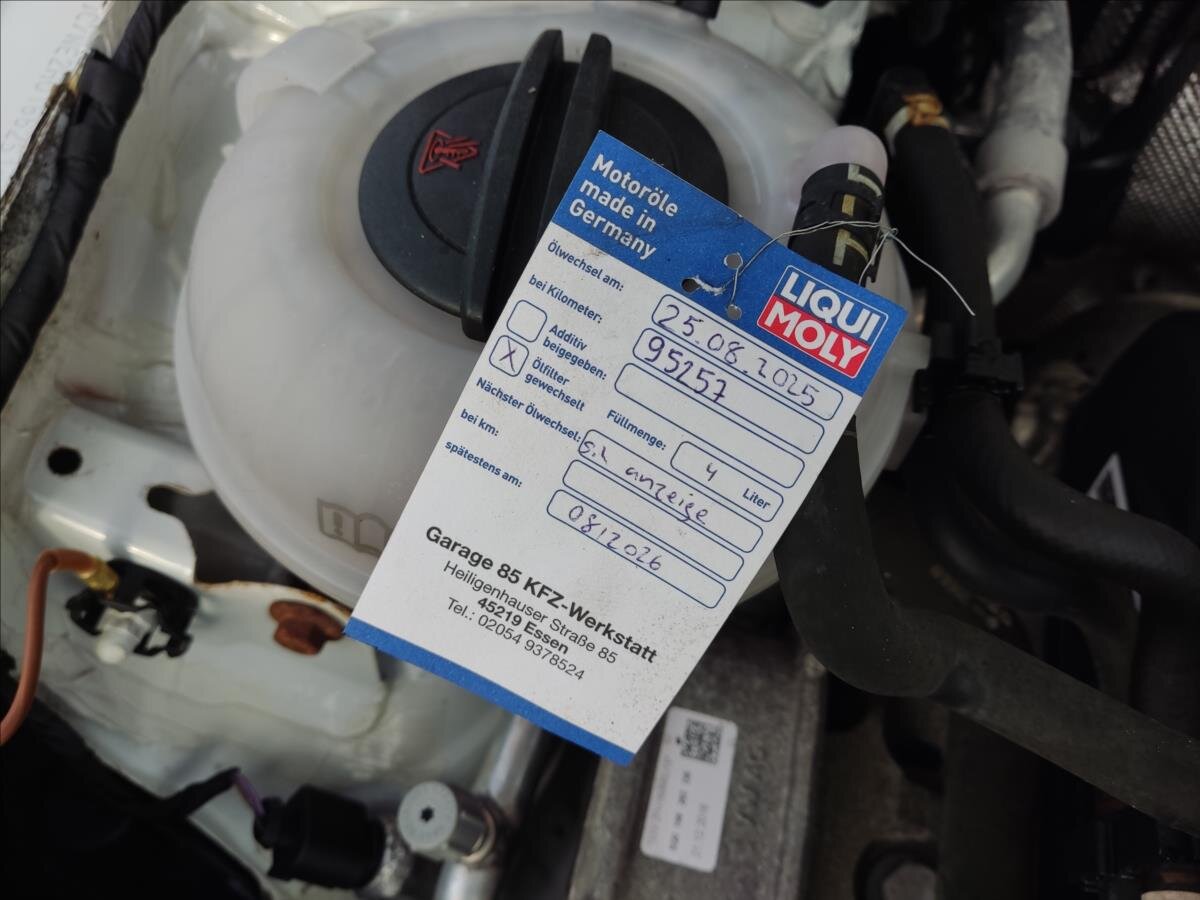 Motoröle
made in
Germany
LIQUI
MOLY
Ölwechsel am: 25.08.2025
bei Kilometer: 95257
Additiv
beigegeben:
X Ölfilter
gewechselt
Füllmenge: 4 Liter
Nächster Ölwechsel: s.h anzeige
bei km:
spätestens am: 08/2026
Garage 85 KFZ-Werkstatt
Heiligenhauser Straße 85
45219 Essen
Tel.: 02054 9378524